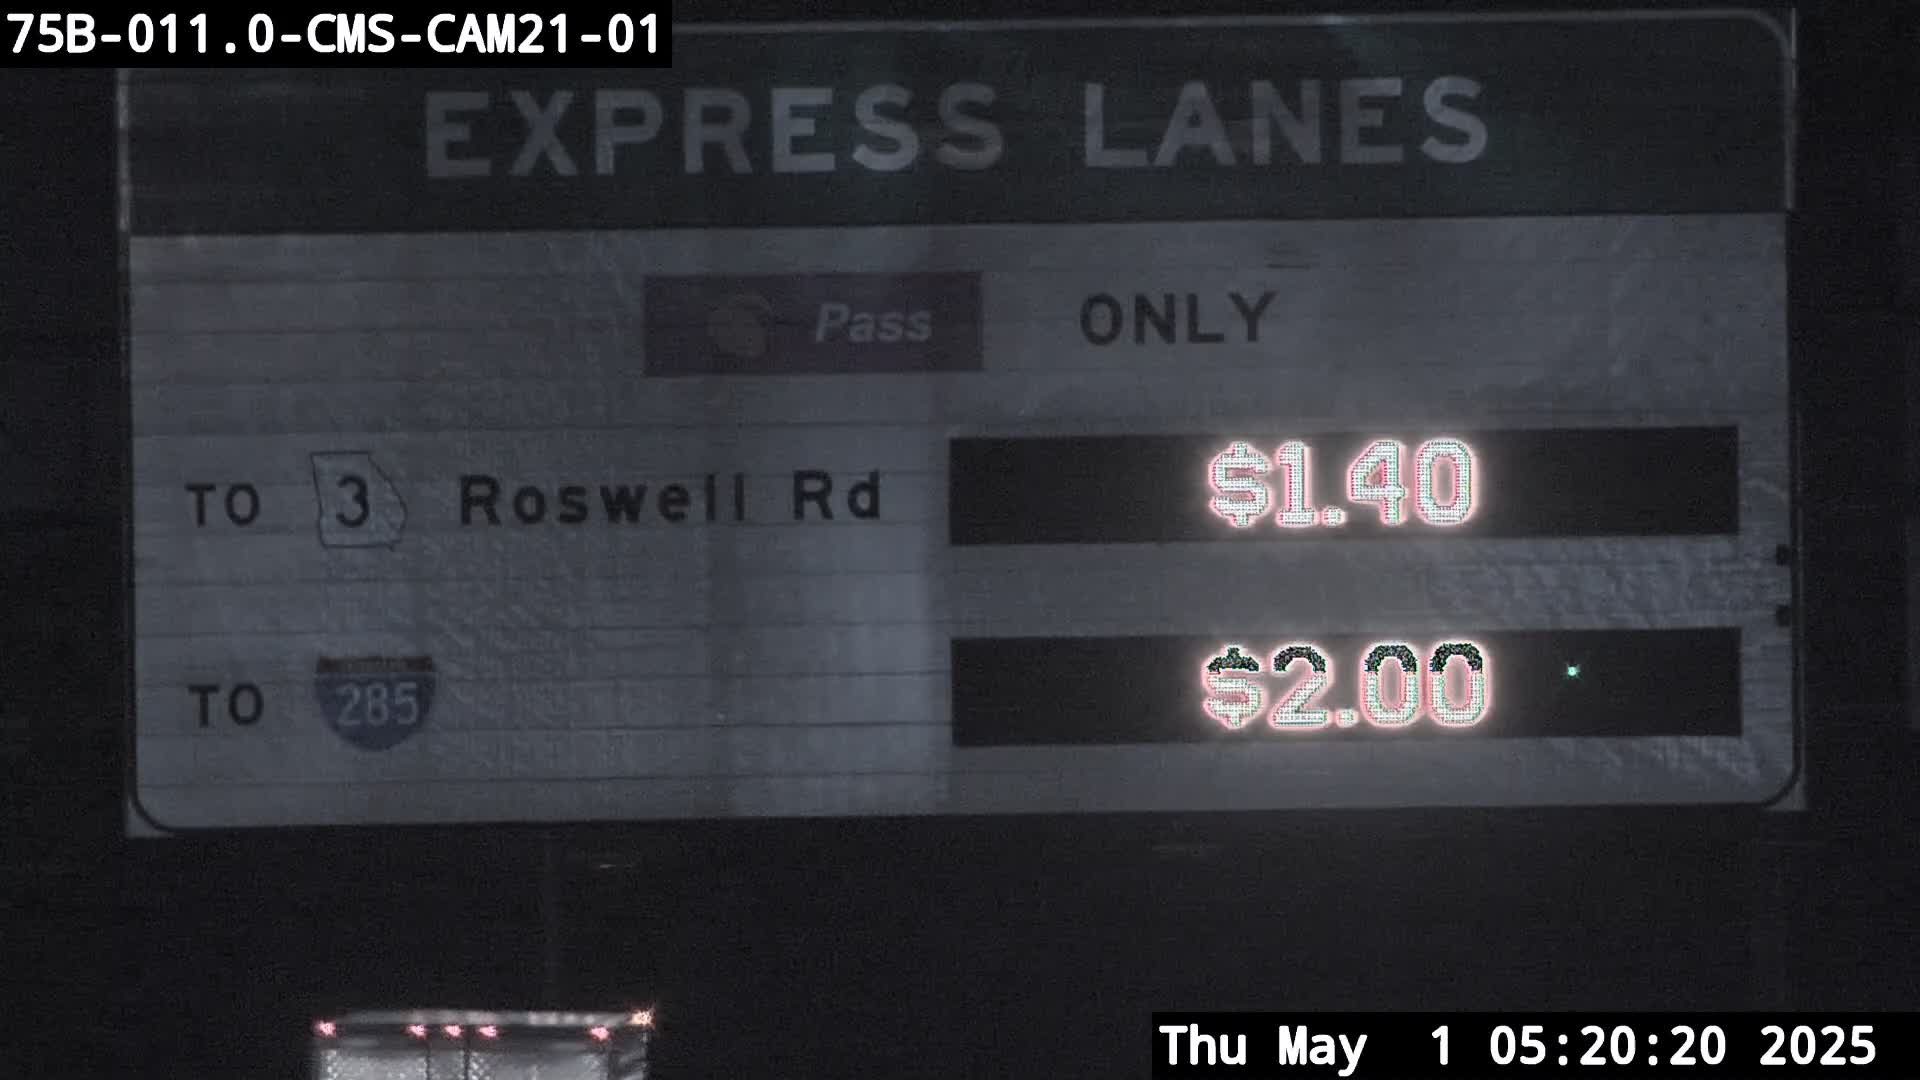 75B-011.0-CMS-CAM21-01
EXPRESS LANES
Pass ONLY
TO 3 Roswell Rd $1.40
TO 285 $2.00
Thu May 1 05:20:20 2025